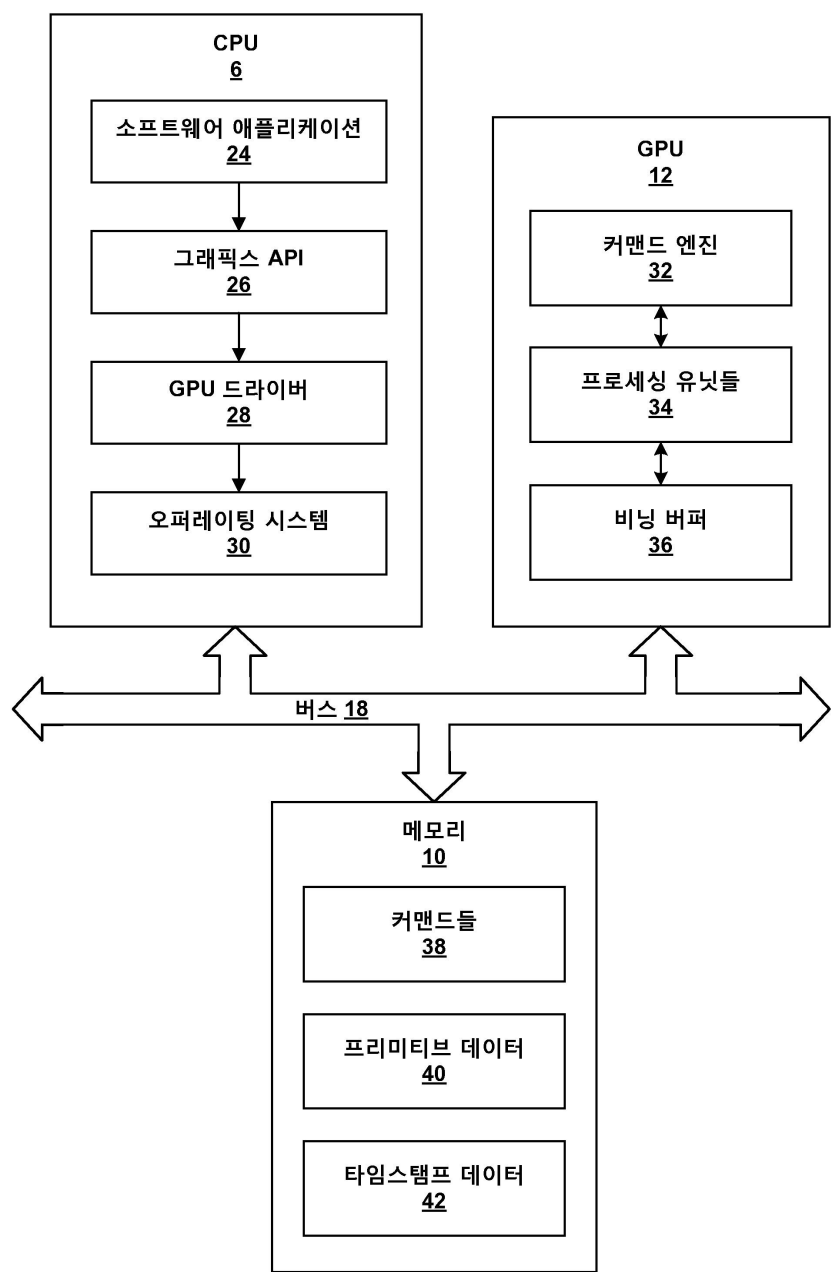 CPU
6
소프트웨어 애플리케이션
24
그래픽스 API
26
GPU 드라이버
28
오퍼레이팅 시스템
30
GPU
12
커맨드 엔진
32
프로세싱 유닛들
34
비닝 버퍼
36
버스 18
메모리
10
커맨드들
38
프리미티브 데이터
40
타임스탬프 데이터
42